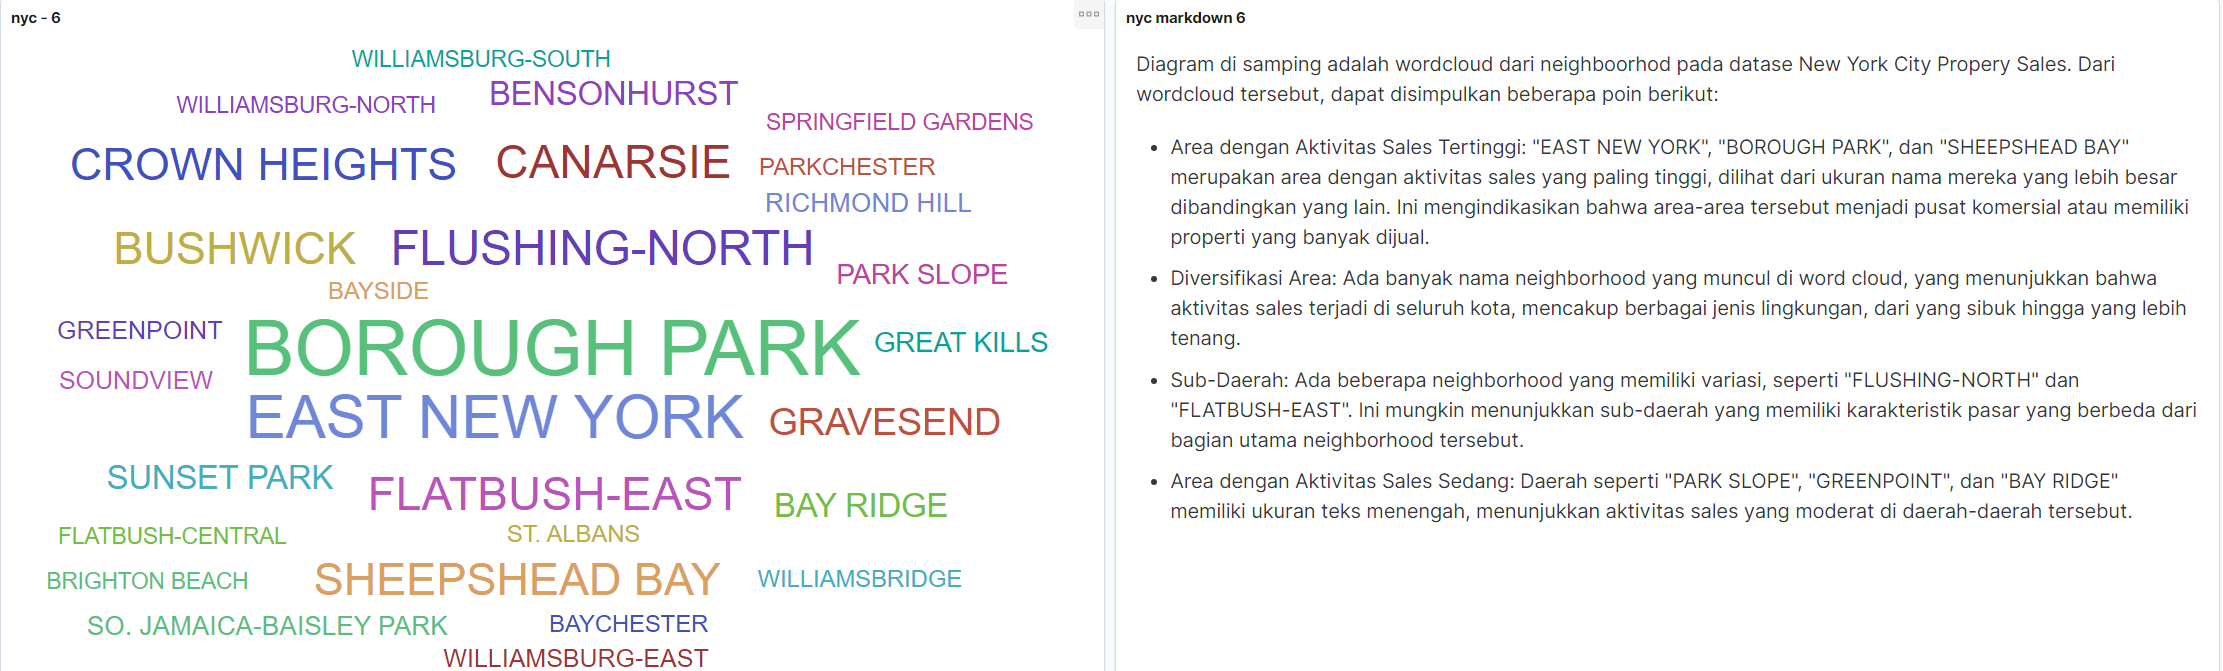 nyc - 6
WILLIAMSBURG-SOUTH
BENSONHURST
WILLIAMSBURG-NORTH
SPRINGFIELD GARDENS
CROWN HEIGHTS
CANARSIE
PARKCHESTER
RICHMOND HILL
BUSHWICK
FLUSHING-NORTH
PARK SLOPE
BAYSIDE
GREENPOINT
BOROUGH PARK
GREAT KILLS
SOUNDVIEW
EAST NEW YORK
GRAVESEND
SUNSET PARK
FLATBUSH-EAST
BAY RIDGE
FLATBUSH-CENTRAL
ST. ALBANS
BRIGHTON BEACH
SHEEPSHEAD BAY
WILLIAMSBRIDGE
SO. JAMAICA-BAISLEY PARK
BAYCHESTER
WILLIAMSBURG-EAST
nyc markdown 6
Diagram di samping adalah wordcloud dari neighboorhod pada datase New York City Propery Sales. Dari
wordcloud tersebut, dapat disimpulkan beberapa poin berikut:
• Area dengan Aktivitas Sales Tertinggi: "EAST NEW YORK", "BOROUGH PARK", dan "SHEEPSHEAD BAY"
merupakan area dengan aktivitas sales yang paling tinggi, dilihat dari ukuran nama mereka yang lebih besar
dibandingkan yang lain. Ini mengindikasikan bahwa area-area tersebut menjadi pusat komersial atau memiliki
properti yang banyak dijual.
• Diversifikasi Area: Ada banyak nama neighborhood yang muncul di word cloud, yang menunjukkan bahwa
aktivitas sales terjadi di seluruh kota, mencakup berbagai jenis lingkungan, dari yang sibuk hingga yang lebih
tenang.
• Sub-Daerah: Ada beberapa neighborhood yang memiliki variasi, seperti "FLUSHING-NORTH" dan
"FLATBUSH-EAST". Ini mungkin menunjukkan sub-daerah yang memiliki karakteristik pasar yang berbeda dari
bagian utama neighborhood tersebut.
• Area dengan Aktivitas Sales Sedang: Daerah seperti "PARK SLOPE", "GREENPOINT", dan "BAY RIDGE"
memiliki ukuran teks menengah, menunjukkan aktivitas sales yang moderat di daerah-daerah tersebut.